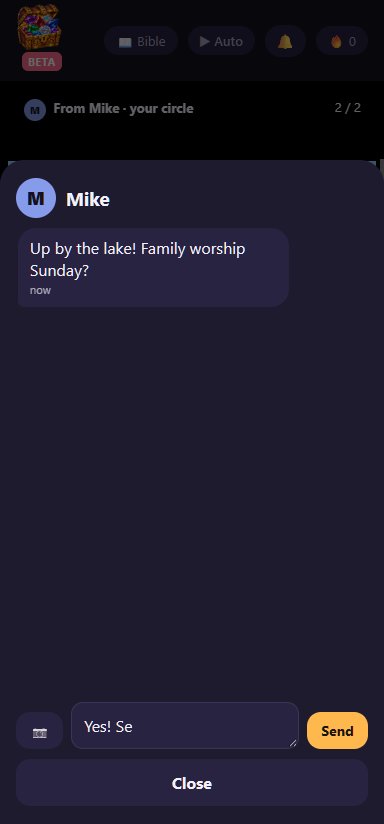 BETA
Bible
Auto
0
M From Mike · your circle
2 / 2
M Mike
Up by the lake! Family worship
Sunday?
now
Yes! Se
Send
Close